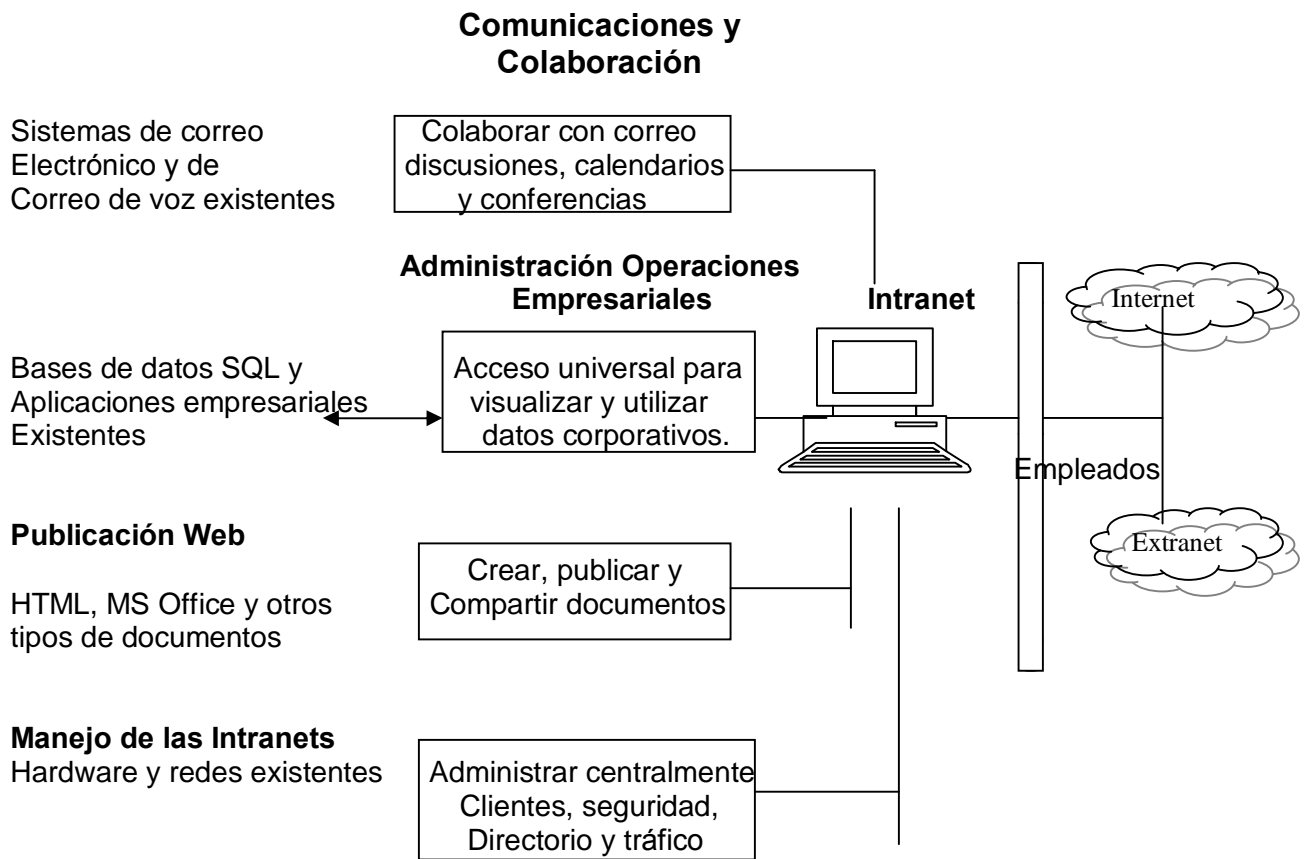 Comunicaciones y
Colaboración
Sistemas de correo
Electrónico y de
Correo de voz existentes
Colaborar con correo
discusiones, calendarios
y conferencias
Administración Operaciones
Empresariales
Intranet
Internet
Bases de datos SQL y
Aplicaciones empresariales
Existentes
Acceso universal para
visualizar y utilizar
datos corporativos.
Empleados
Extranet
Publicación Web
HTML, MS Office y otros
tipos de documentos
Crear, publicar y
Compartir documentos
Manejo de las Intranets
Hardware y redes existentes
Administrar centralmente
Clientes, seguridad,
Directorio y tráfico